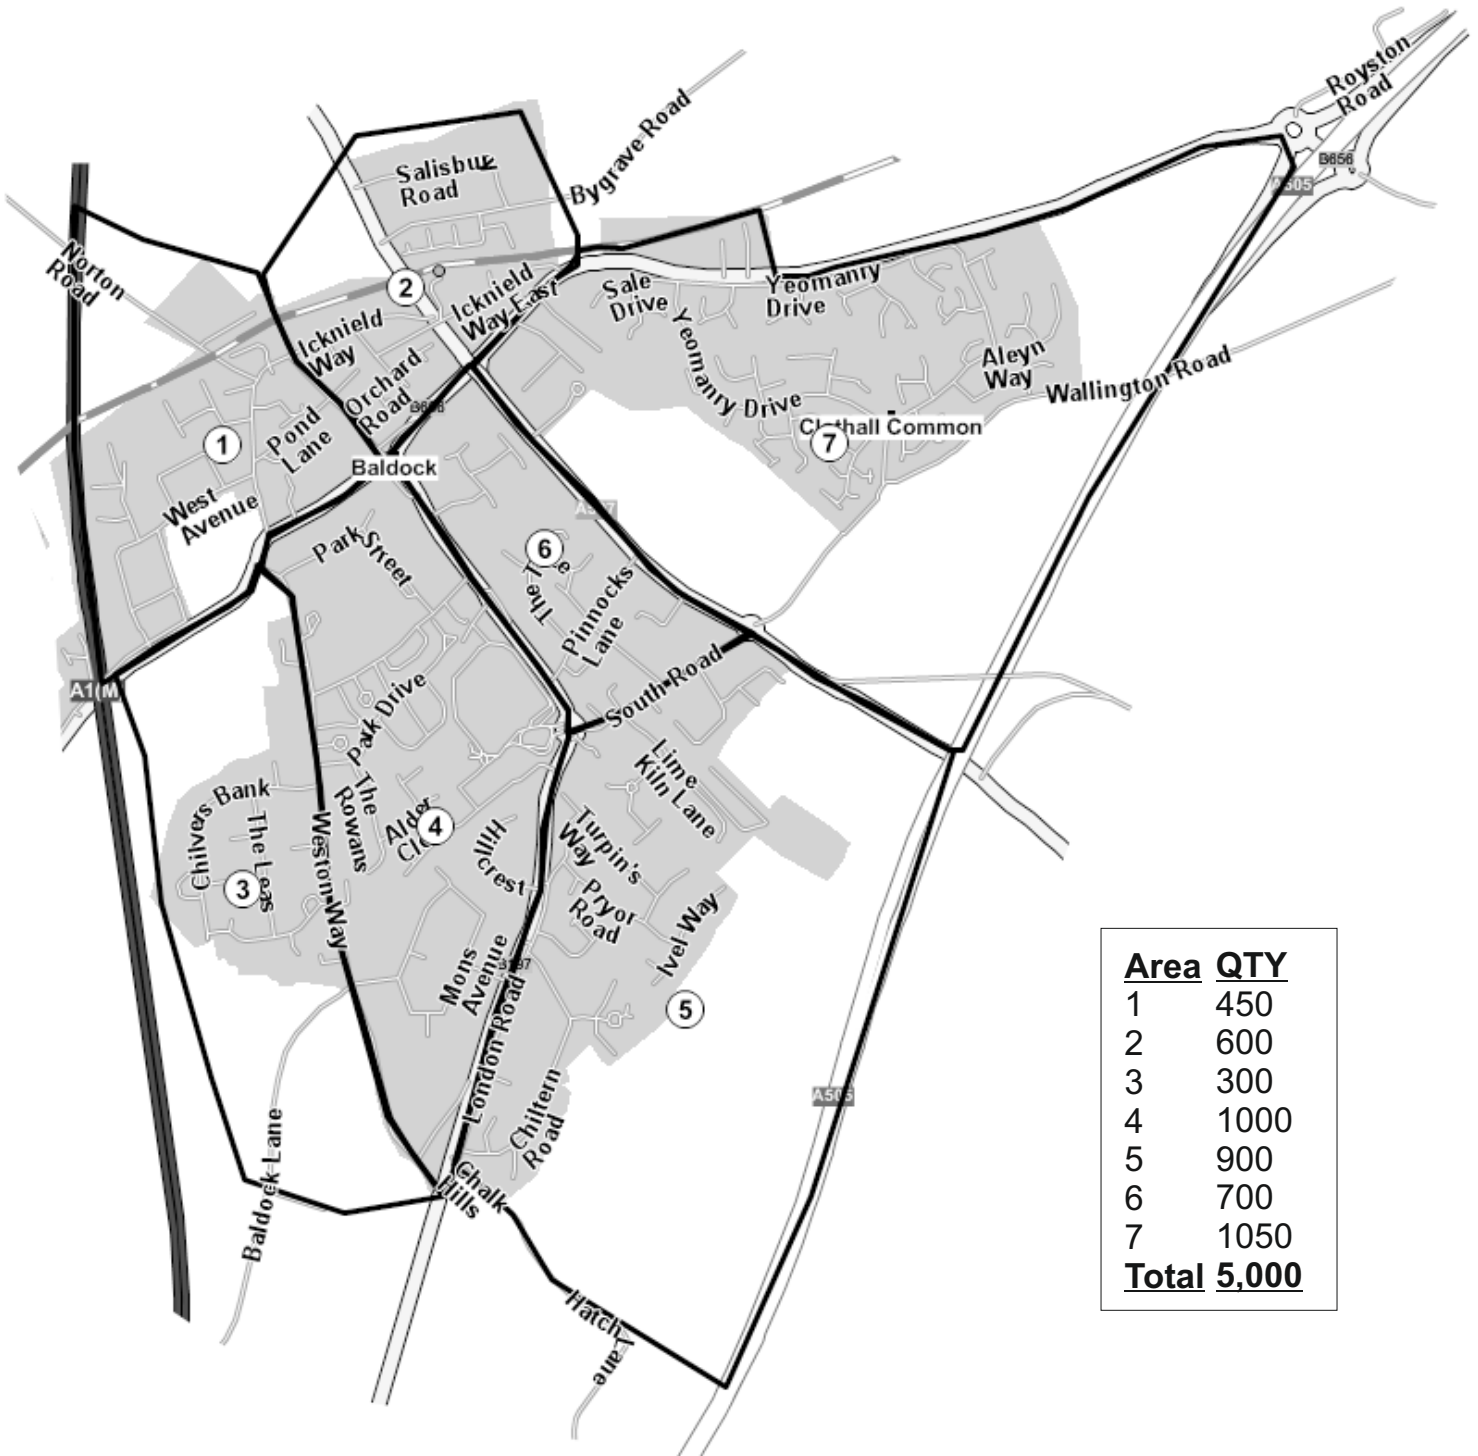 Royston
Road
B656
A505
Bygrave Road
Salisbury
Road
Norton
Road
2
Icknield
Way East
Icknield
Way
Sale
Drive
Yeomanry
Drive
Yeomanry Drive
Aleyn
Way
Wallington Road
Orchard
Road
Pond
Lane
1
Clothall Common
7
Baldock
West
Avenue
Park Street
6
The
Pinnocks
Lane
South Road
A1(M
Park Drive
The
Rowans
Lime
Kiln Lane
Chilvers Bank
The Leas
Weston Way
Alder
4
Hill
crest
Turpin's
Way
Pryor
Road
3
Ivel Way
Mons
Avenue
London Road
5
A505
Chiltern
Road
Baldock Lane
Chalk
Hills
Hatch Lane
Area QTY
1 450
2 600
3 300
4 1000
5 900
6 700
7 1050
Total 5,000